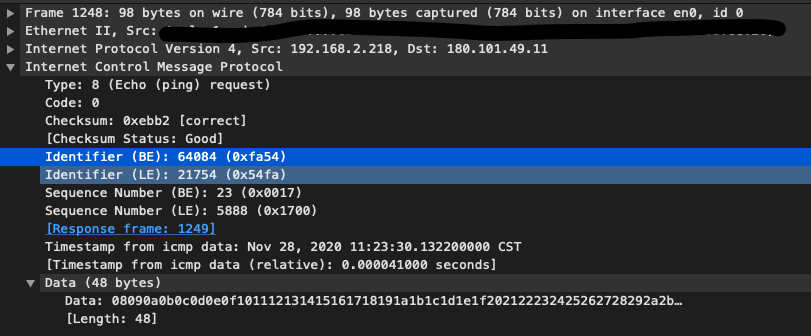 Frame 1248: 98 bytes on wire (784 bits), 98 bytes captured (784 bits) on interface en0, id 0
Ethernet II, Src:
Internet Protocol Version 4, Src: 192.168.2.218, Dst: 180.101.49.11
Internet Control Message Protocol
Type: 8 (Echo (ping) request)
Code: 0
Checksum: 0xebb2 [correct]
[Checksum Status: Good]
Identifier (BE): 64084 (0xfa54)
Identifier (LE): 21754 (0x54fa)
Sequence Number (BE): 23 (0x0017)
Sequence Number (LE): 5888 (0x1700)
[Response frame: 1249]
Timestamp from icmp data: Nov 28, 2020 11:23:30.132200000 CST
[Timestamp from icmp data (relative): 0.000041000 seconds]
Data (48 bytes)
Data: 08090a0b0c0d0e0f101112131415161718191a1b1c1d1e1f202122232425262728292a2b…
[Length: 48]